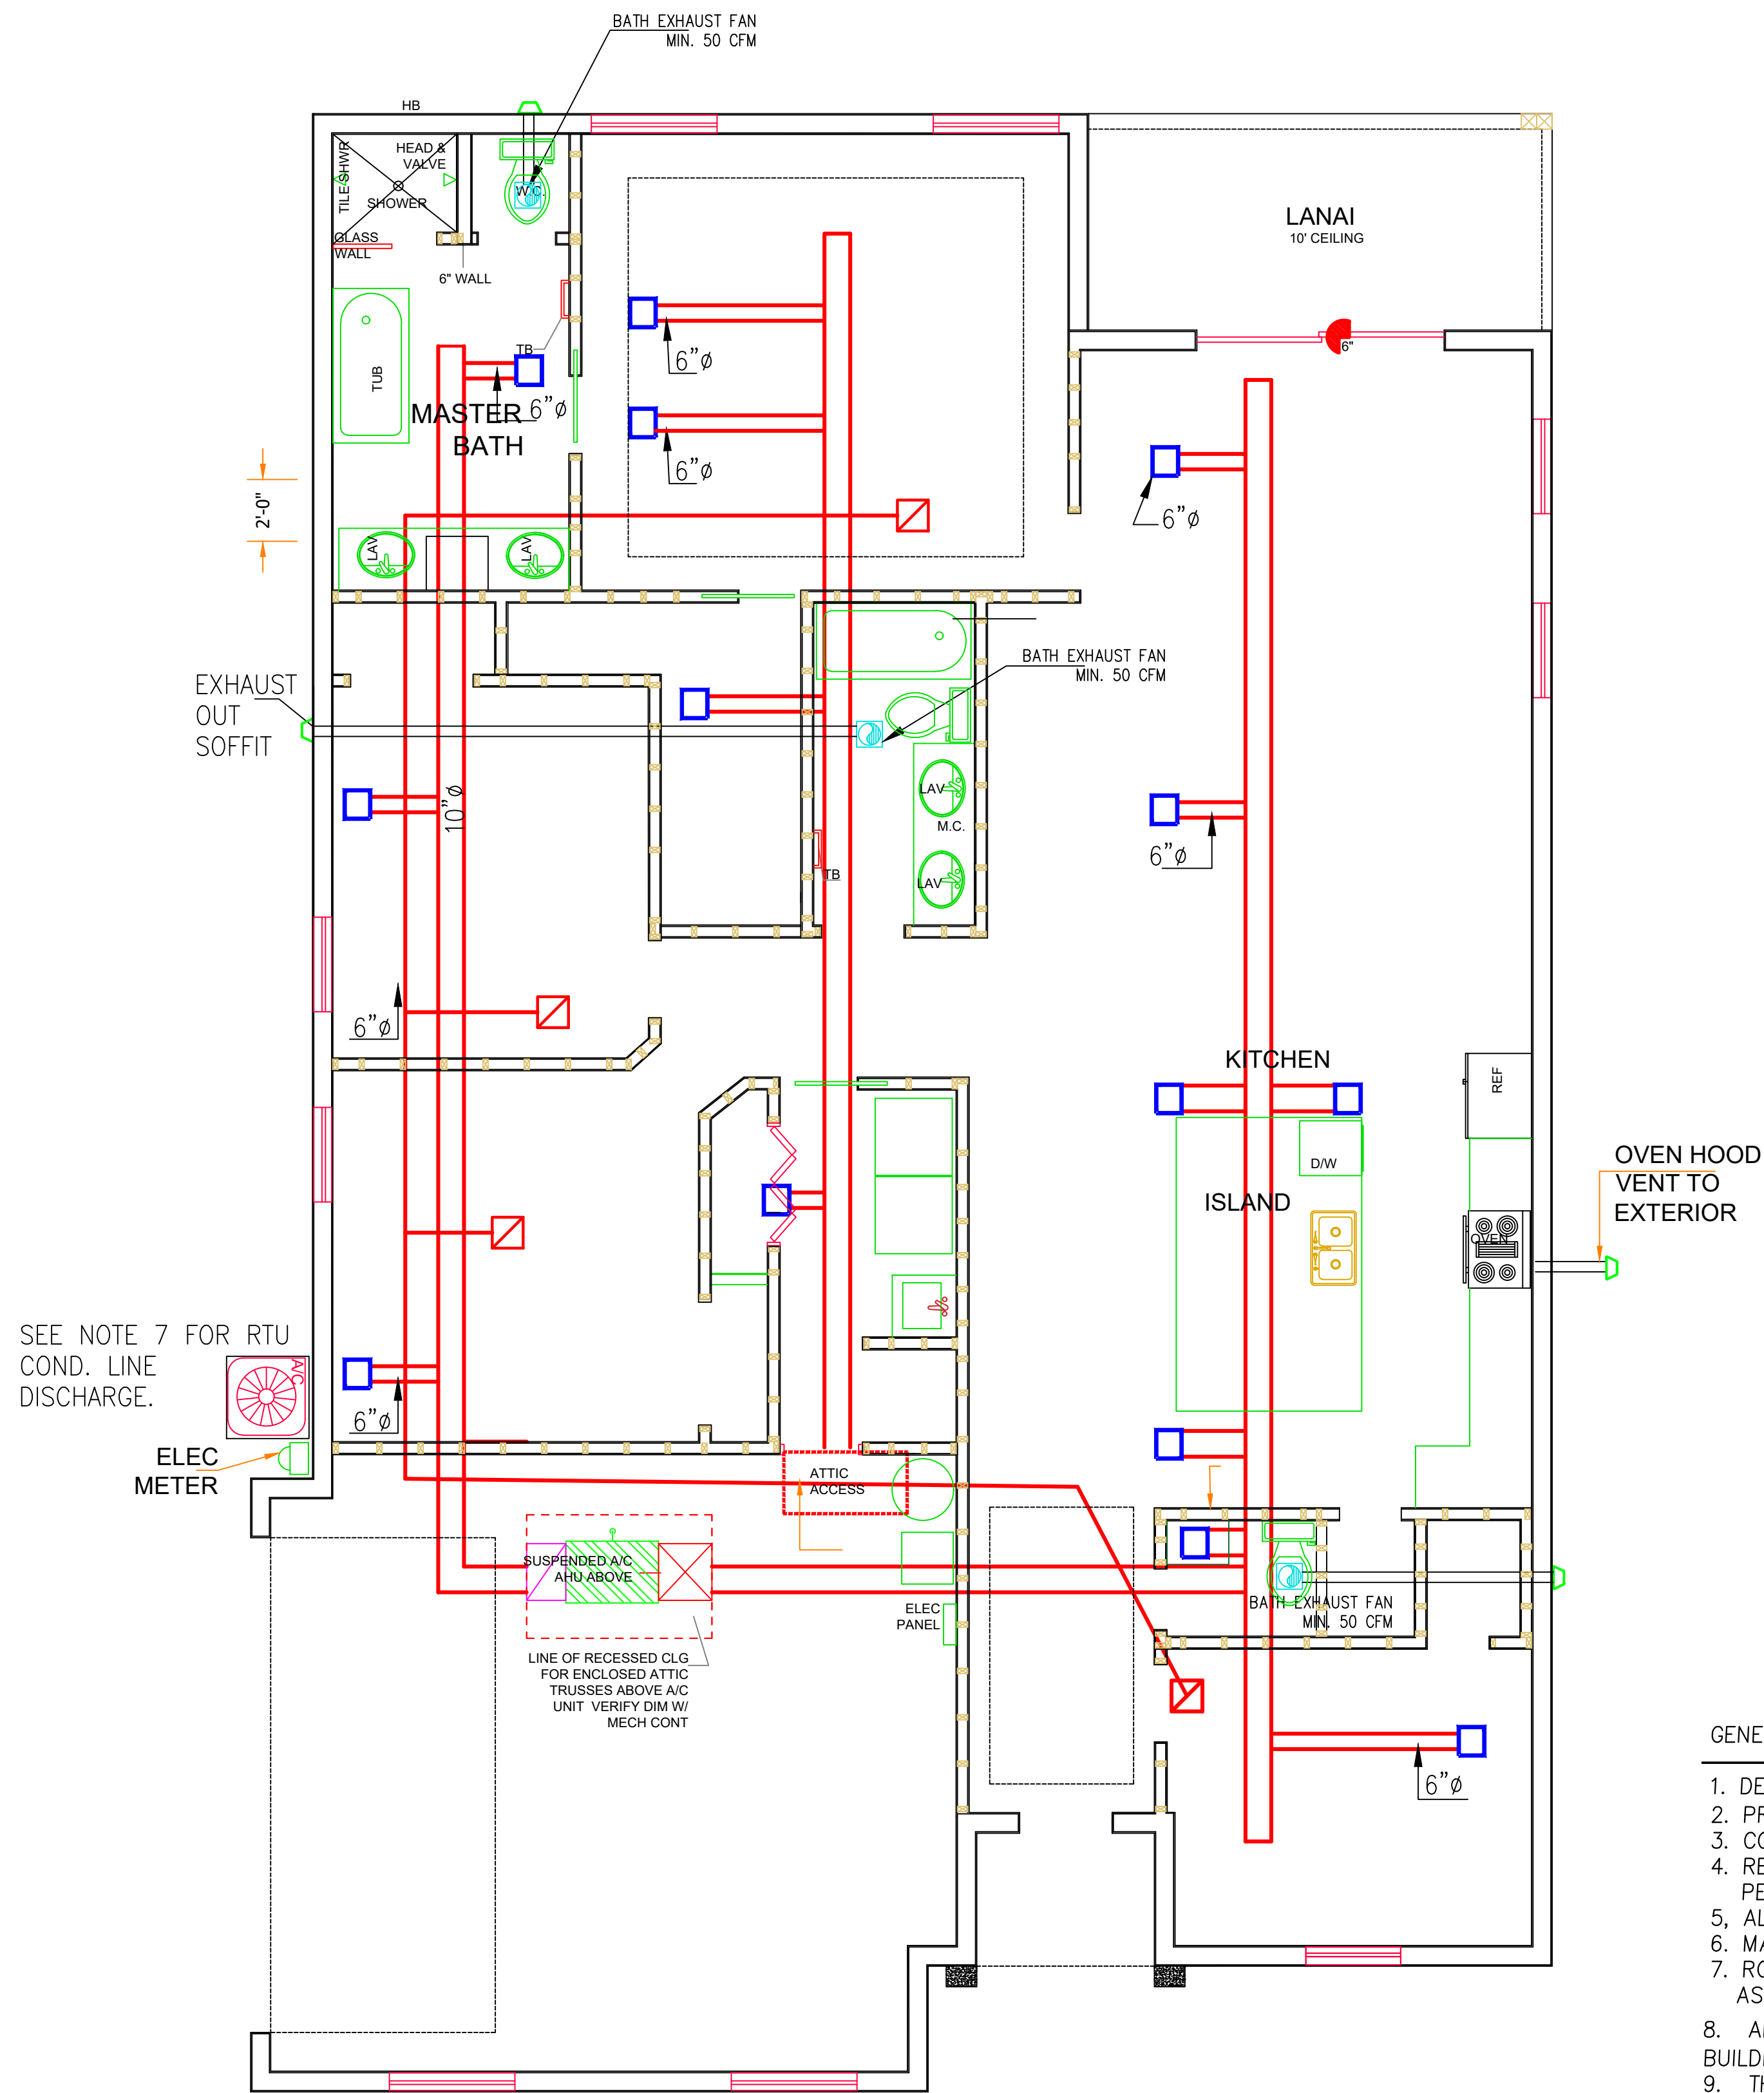 BATH EXHAUST FAN
MIN. 50 CFM
HB
TILE SHWR
HEAD &
VALVE
SHOWER
W.C.
GLASS
WALL
6" WALL
LANAI
10' CEILING
TB
TUB
6"
6"ø
6"ø
6"ø
MASTER
BATH
6"ø
2'-0"
LAV
LAV
BATH EXHAUST FAN
MIN. 50 CFM
EXHAUST
OUT
SOFFIT
10"ø
LAV
M.C.
LAV
TB
6"ø
6"ø
KITCHEN
REF
D/W
ISLAND
OVEN
OVEN HOOD
VENT TO
EXTERIOR
SEE NOTE 7 FOR RTU
COND. LINE
DISCHARGE.
A/C
6"ø
ELEC
METER
ATTIC
ACCESS
SUSPENDED A/C
AHU ABOVE
ELEC
PANEL
BATH EXHAUST FAN
MIN. 50 CFM
LINE OF RECESSED CLG
FOR ENCLOSED ATTIC
TRUSSES ABOVE A/C
UNIT VERIFY DIM W/
MECH CONT
6"ø
GENE
1. DE
2. PR
3. CO
4. RE
PE
5, AL
6. MA
7. RO
AS
8. A
BUILD
9. T